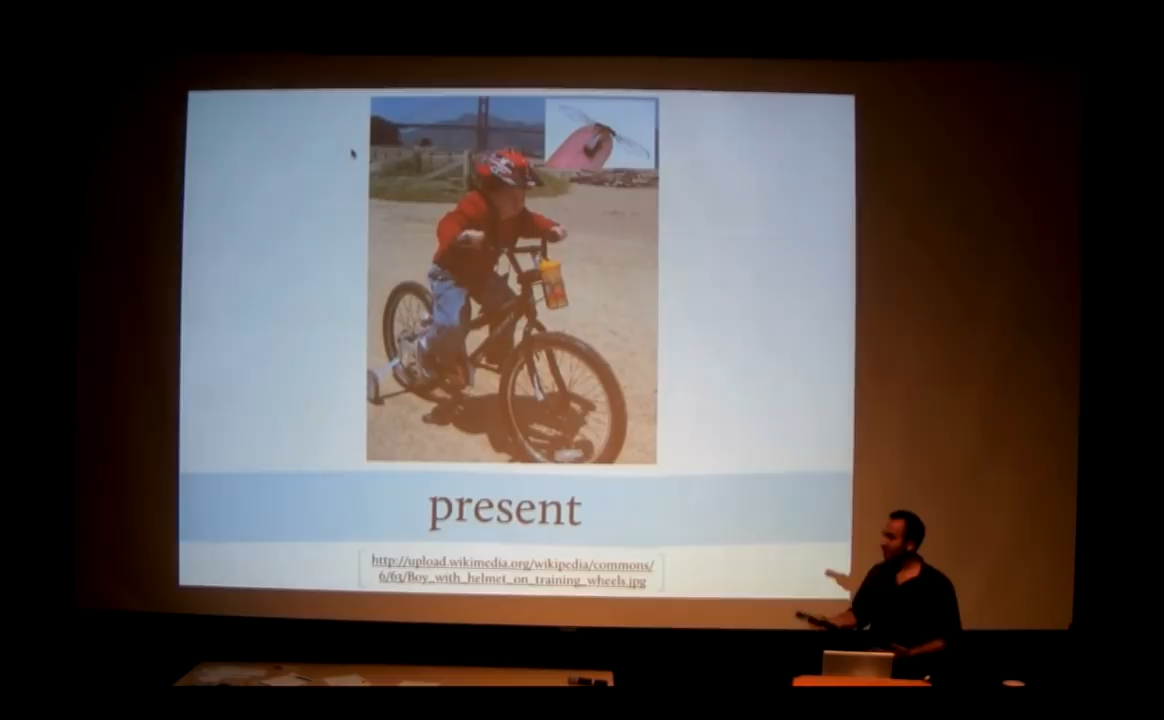 present
http://upload.wikimedia.org/wikipedia/commons/
6/63/Boy_with_helmet_on_training_wheels.jpg